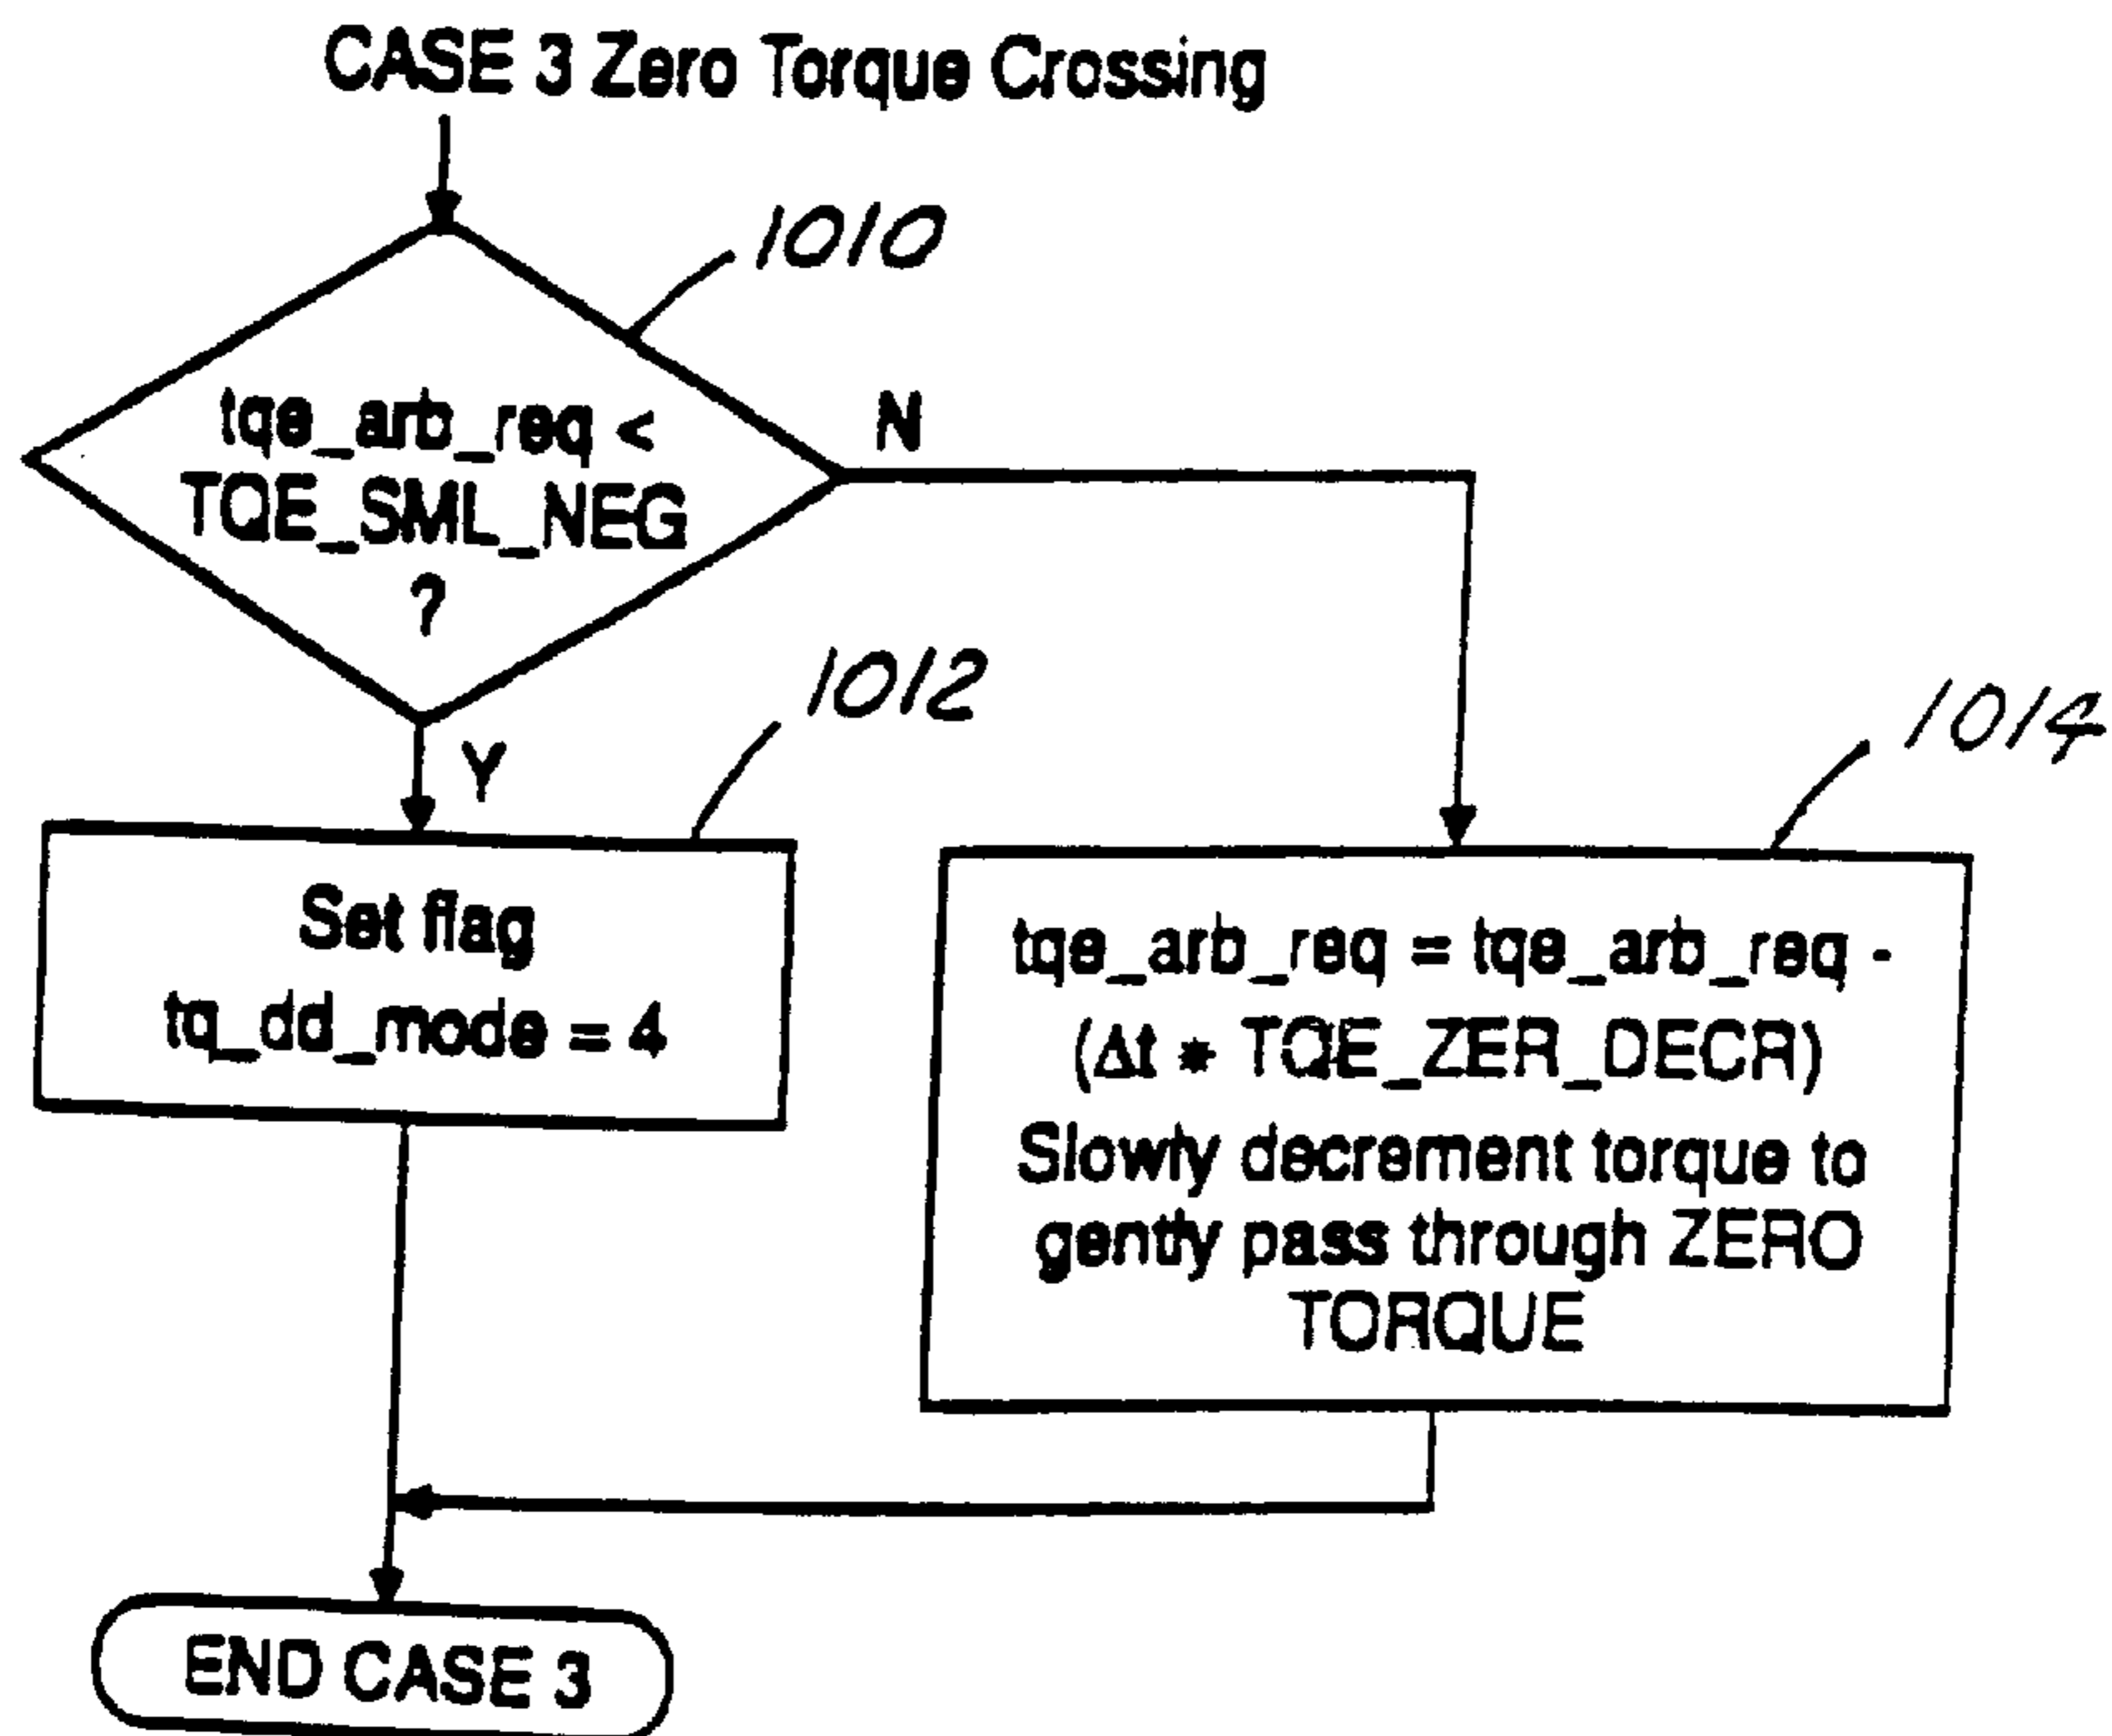 CASE 3 Zero Torque Crossing
1010
tqe_arb_req <
TQE_SML_NEG
?
N
Y
1012
1014
Set flag
tq_dd_mode = 4
tqe_arb_req = tqe_arb_req -
(Δt * TQE_ZER_DECR)
Slowly decrement torque to
gently pass through ZERO
TORQUE
END CASE 3